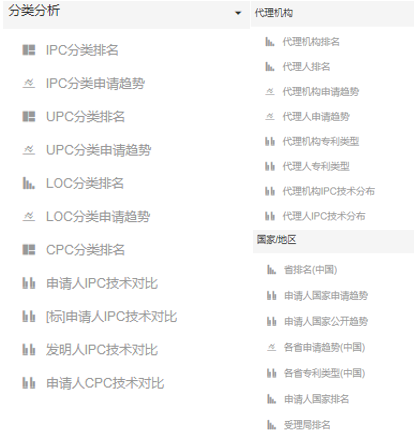 分类分析
IPC分类排名
IPC分类申请趋势
UPC分类排名
UPC分类申请趋势
LOC分类排名
LOC分类申请趋势
CPC分类排名
申请人IPC技术对比
[标]申请人IPC技术对比
发明人IPC技术对比
申请人CPC技术对比
代理机构
代理机构排名
代理人排名
代理机构申请趋势
代理人申请趋势
代理机构专利类型
代理人专利类型
代理机构IPC技术分布
代理人IPC技术分布
国家/地区
省排名(中国)
申请人国家申请趋势
申请人国家公开趋势
各省申请趋势(中国)
各省专利类型(中国)
申请人国家排名
受理局排名